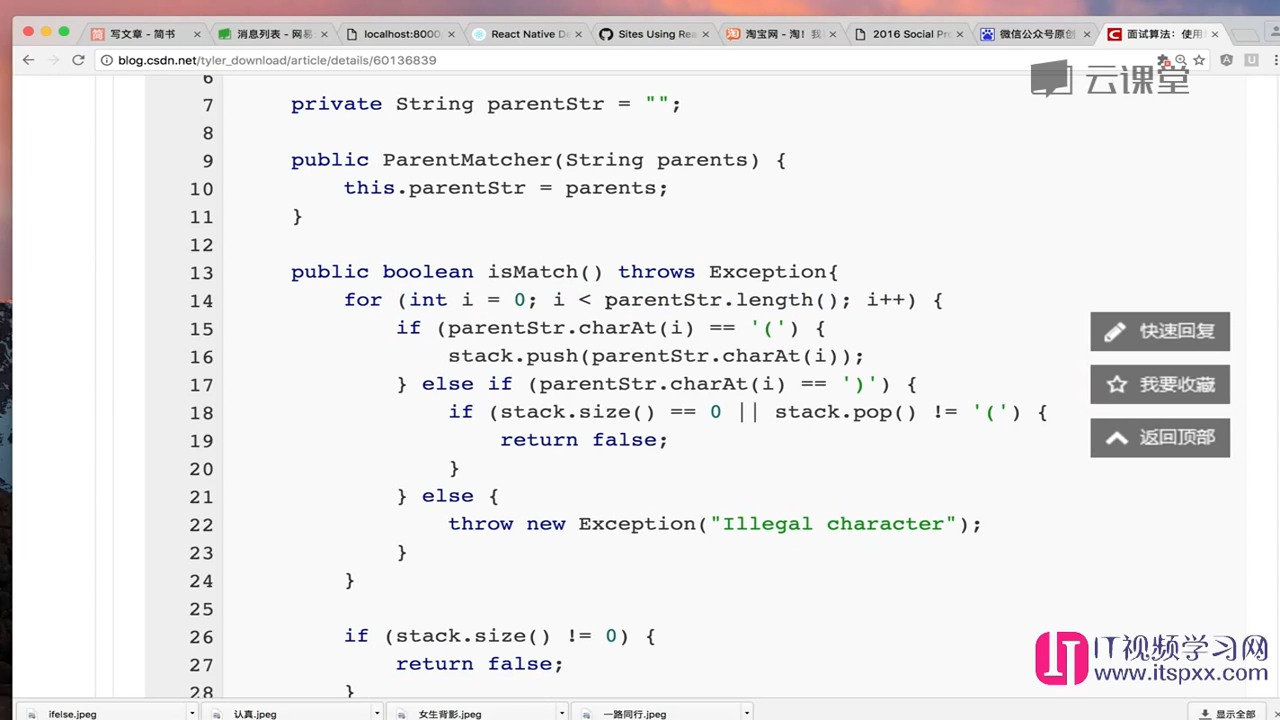 写文章 - 简书
消息列表 - 网易
localhost:8000
React Native De
Sites Using Rea
淘宝网 - 淘！我
2016 Social Pr
微信公众号原创
面试算法：使用
blog.csdn.net/tyler_download/article/details/60136839
云课堂
6
7 private String parentStr = "";
8
9 public ParentMatcher(String parents) {
10 this.parentStr = parents;
11 }
12
13 public boolean isMatch() throws Exception{
14 for (int i = 0; i < parentStr.length(); i++) {
15 if (parentStr.charAt(i) == '(') {
16 stack.push(parentStr.charAt(i));
17 } else if (parentStr.charAt(i) == ')') {
18 if (stack.size() == 0 || stack.pop() != '(') {
19 return false;
20 }
21 } else {
22 throw new Exception("Illegal character");
23 }
24 }
25
26 if (stack.size() != 0) {
27 return false;
28 }
快速回复
我要收藏
返回顶部
IT IT视频学习网
www.itspxx.com
ifelse.jpeg
认真.jpeg
女生背影.jpeg
一路同行.jpeg
显示全部